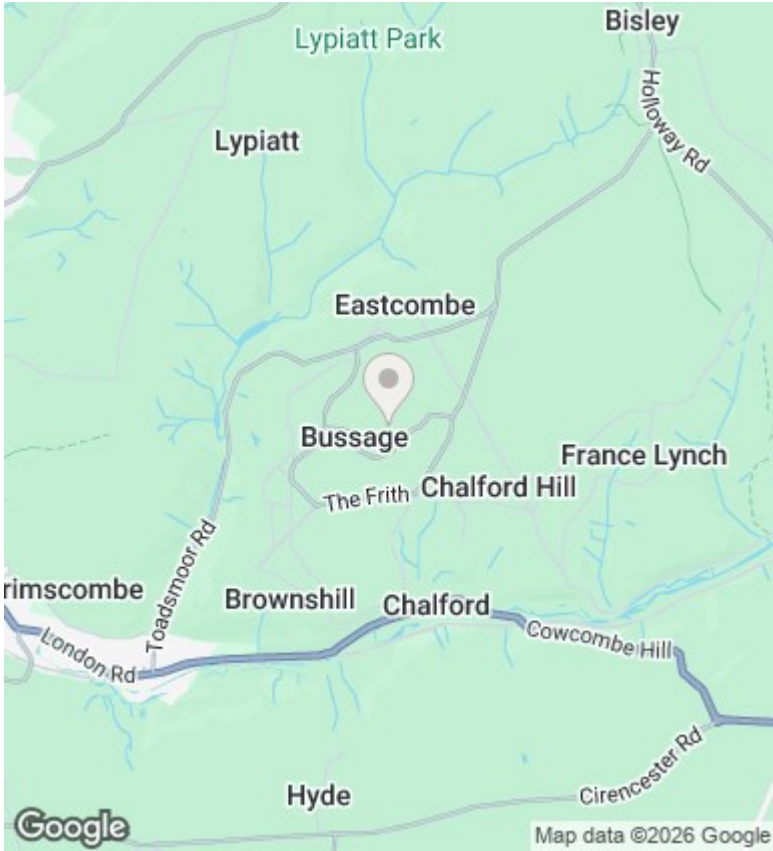 Bisley
Lypiatt Park
Holloway Rd
Lypiatt
Eastcombe
Bussage
France Lynch
The Frith
Chalford Hill
Toadsmoor Rd
rimscombe
Brownshill
Chalford
London Rd
Cowcombe Hill
Cirencester Rd
Hyde
Google
Map data ©2026 Google